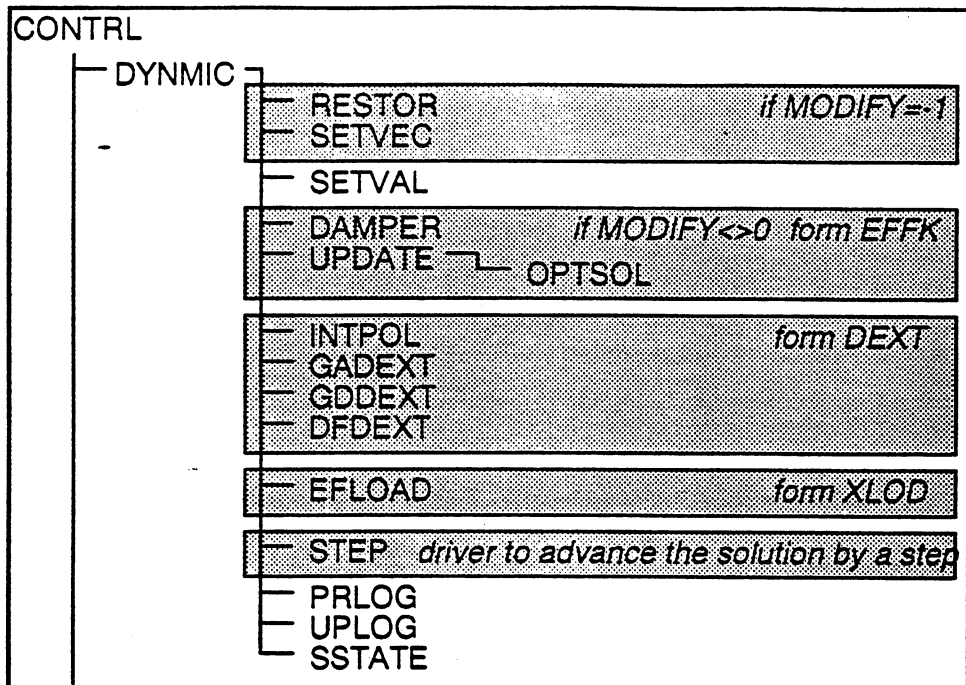 CONTRL
DYNMIC
RESTOR if MODIFY=-1
SETVEC
SETVAL
DAMPER if MODIFY<>0 form EFFK
UPDATE
OPTSOL
INTPOL form DEXT
GADEXT
GDDEXT
DFDEXT
EFLOAD form XLOD
STEP driver to advance the solution by a step
PRLOG
UPLOG
SSTATE